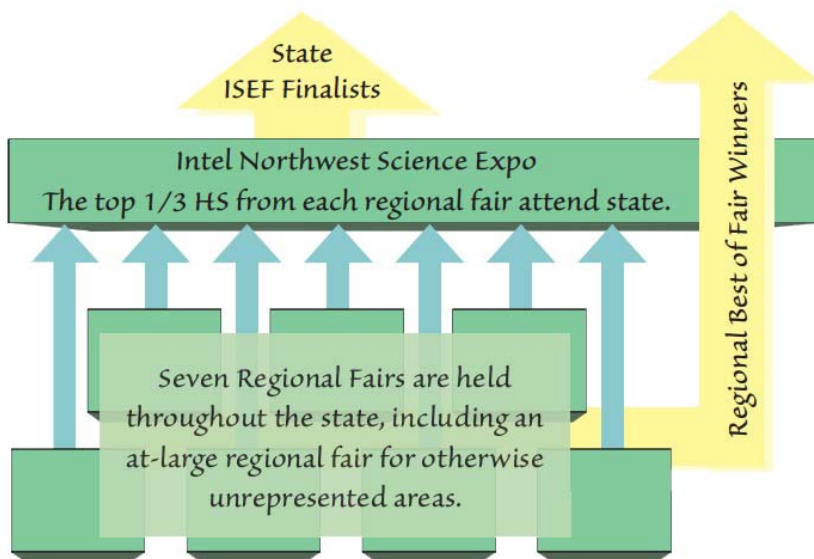 State
ISEF Finalists
Intel Northwest Science Expo
The top 1/3 HS from each regional fair attend state.
Regional Best of Fair Winners
Seven Regional Fairs are held
throughout the state, including an
at-large regional fair for otherwise
unrepresented areas.